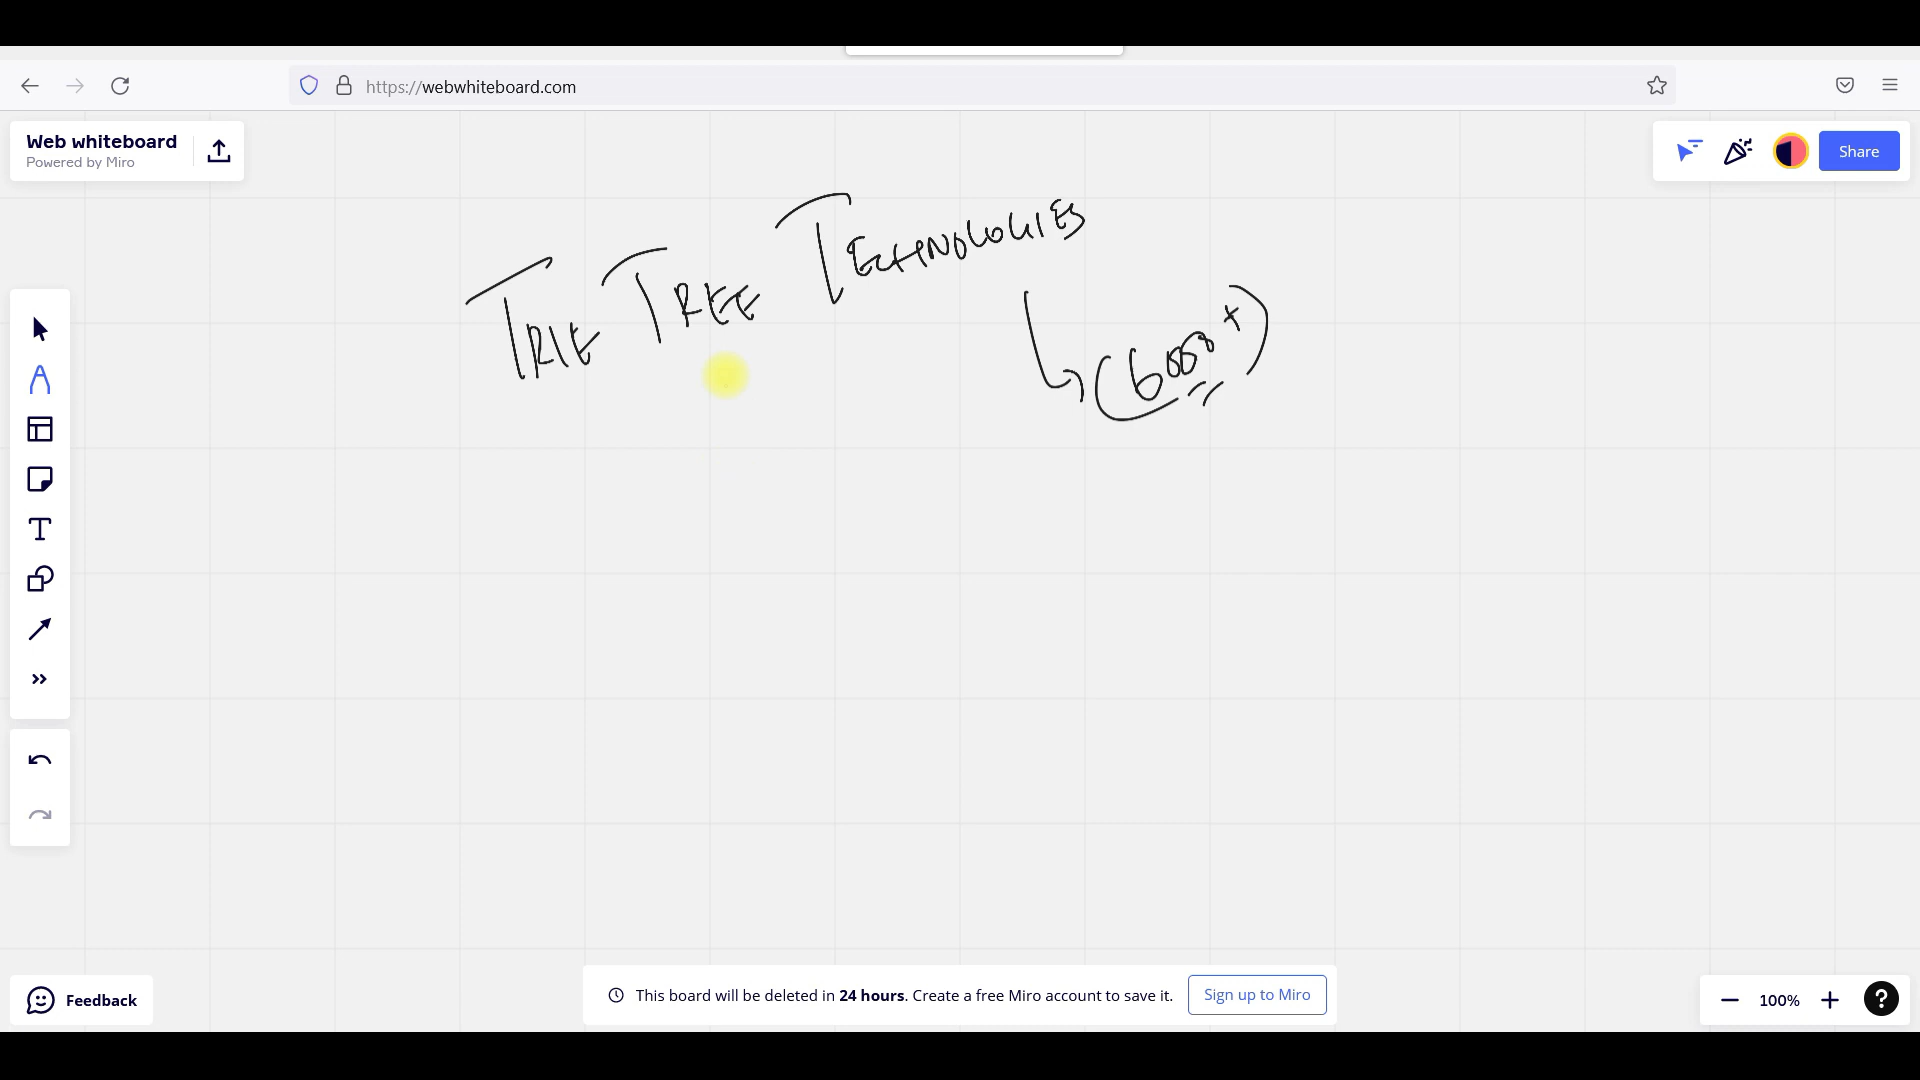 https://webwhiteboard.com
Web whiteboard
Powered by Miro
Share
TRIE TREE TECHNOLOGIES
(6000+)
T
Feedback
This board will be deleted in 24 hours. Create a free Miro account to save it.
Sign up to Miro
100%
?